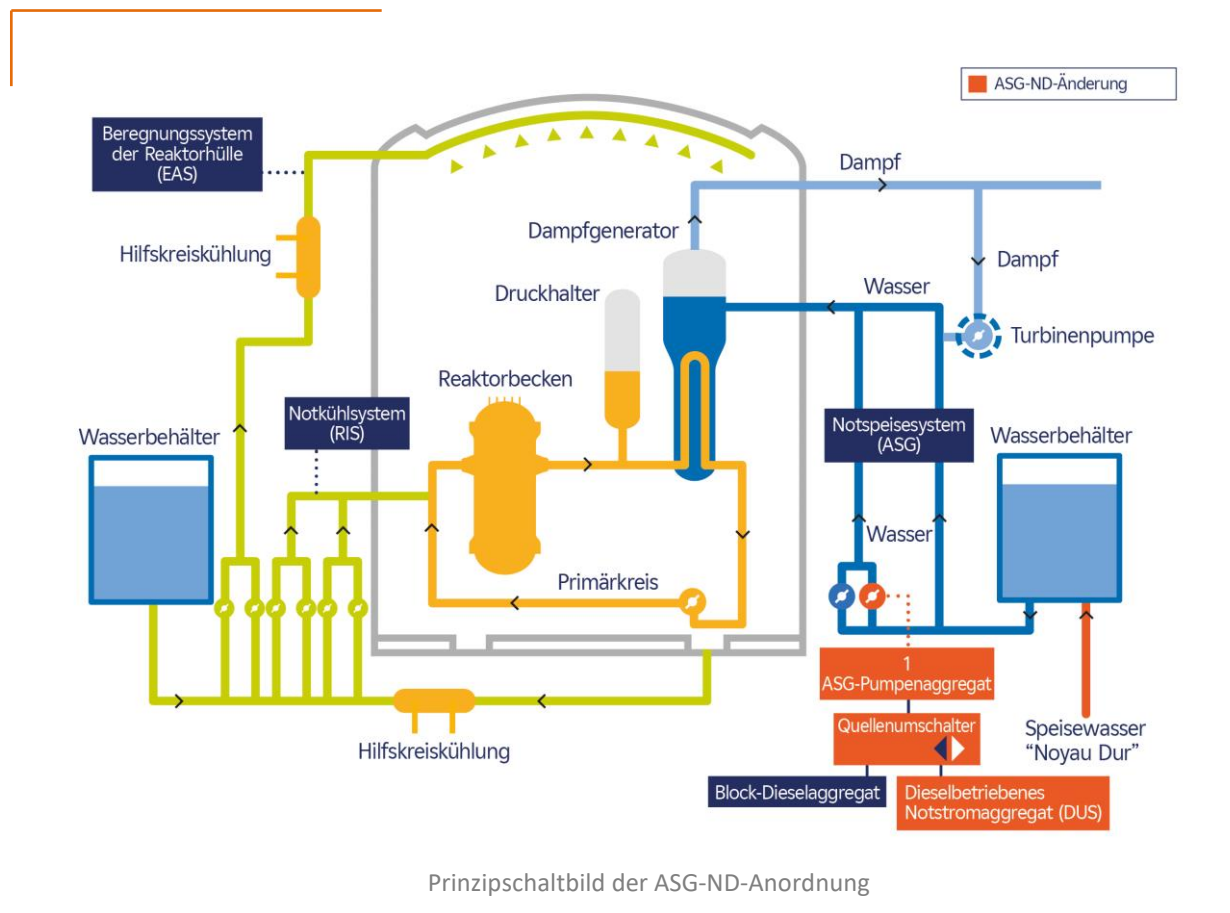 ASG-ND-Änderung
Beregnungssystem
der Reaktorhülle
(EAS)
Dampf
Dampfgenerator
Hilfskreiskühlung
Dampf
Druckhalter
Wasser
Turbinenpumpe
Reaktorbecken
Notkühlsystem
(RIS)
Notspeisesystem
(ASG)
Wasserbehälter
Wasserbehälter
Wasser
Primärkreis
1
ASG-Pumpenaggregat
Quellenumschalter
Speisewasser
“Noyau Dur”
Hilfskreiskühlung
Block-Dieselaggregat
Dieselbetriebenes
Notstromaggregat (DUS)
Prinzipschaltbild der ASG-ND-Anordnung